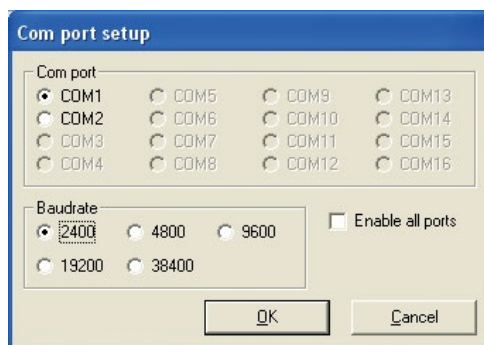 Com port setup
Com port
COM1 COM5 COM9 COM13
COM2 COM6 COM10 COM14
COM3 COM7 COM11 COM15
COM4 COM8 COM12 COM16
Baudrate
2400 4800 9600 Enable all ports
19200 38400
OK Cancel